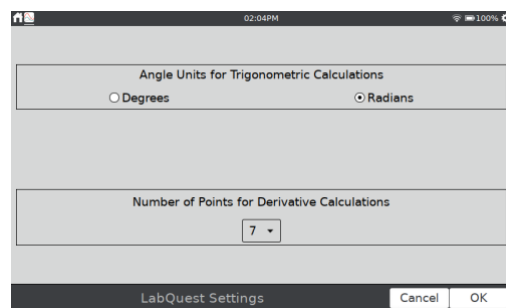 02:04PM
100%
Angle Units for Trigonometric Calculations
Degrees
Radians
Number of Points for Derivative Calculations
7
LabQuest Settings
Cancel
OK